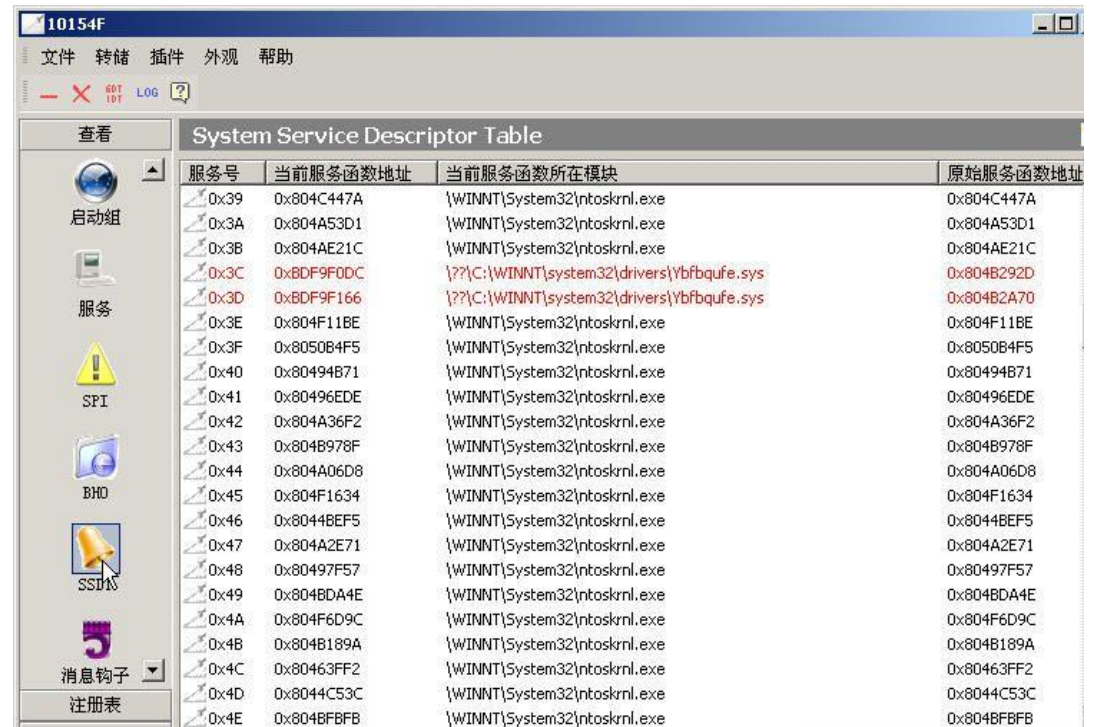 10154F
文件 转储 插件 外观 帮助
GDT IDT LOG
查看
System Service Descriptor Table
启动组
服务
SPI
BHO
SSDT
消息钩子
注册表
服务号 当前服务函数地址 当前服务函数所在模块 原始服务函数地址
0x39 0x804C447A \WINNT\System32\ntoskrnl.exe 0x804C447A
0x3A 0x804A53D1 \WINNT\System32\ntoskrnl.exe 0x804A53D1
0x3B 0x804AE21C \WINNT\System32\ntoskrnl.exe 0x804AE21C
0x3C 0xBDF9F0DC \??\C:\WINNT\system32\drivers\Ybfbqufe.sys 0x804B292D
0x3D 0xBDF9F166 \??\C:\WINNT\system32\drivers\Ybfbqufe.sys 0x804B2A70
0x3E 0x804F11BE \WINNT\System32\ntoskrnl.exe 0x804F11BE
0x3F 0x8050B4F5 \WINNT\System32\ntoskrnl.exe 0x8050B4F5
0x40 0x80494B71 \WINNT\System32\ntoskrnl.exe 0x80494B71
0x41 0x80496EDE \WINNT\System32\ntoskrnl.exe 0x80496EDE
0x42 0x804A36F2 \WINNT\System32\ntoskrnl.exe 0x804A36F2
0x43 0x804B978F \WINNT\System32\ntoskrnl.exe 0x804B978F
0x44 0x804A06D8 \WINNT\System32\ntoskrnl.exe 0x804A06D8
0x45 0x804F1634 \WINNT\System32\ntoskrnl.exe 0x804F1634
0x46 0x8044BEF5 \WINNT\System32\ntoskrnl.exe 0x8044BEF5
0x47 0x804A2E71 \WINNT\System32\ntoskrnl.exe 0x804A2E71
0x48 0x80497F57 \WINNT\System32\ntoskrnl.exe 0x80497F57
0x49 0x804BDA4E \WINNT\System32\ntoskrnl.exe 0x804BDA4E
0x4A 0x804F6D9C \WINNT\System32\ntoskrnl.exe 0x804F6D9C
0x4B 0x804B189A \WINNT\System32\ntoskrnl.exe 0x804B189A
0x4C 0x80463FF2 \WINNT\System32\ntoskrnl.exe 0x80463FF2
0x4D 0x8044C53C \WINNT\System32\ntoskrnl.exe 0x8044C53C
0x4E 0x804BFBFB \WINNT\System32\ntoskrnl.exe 0x804BFBFB